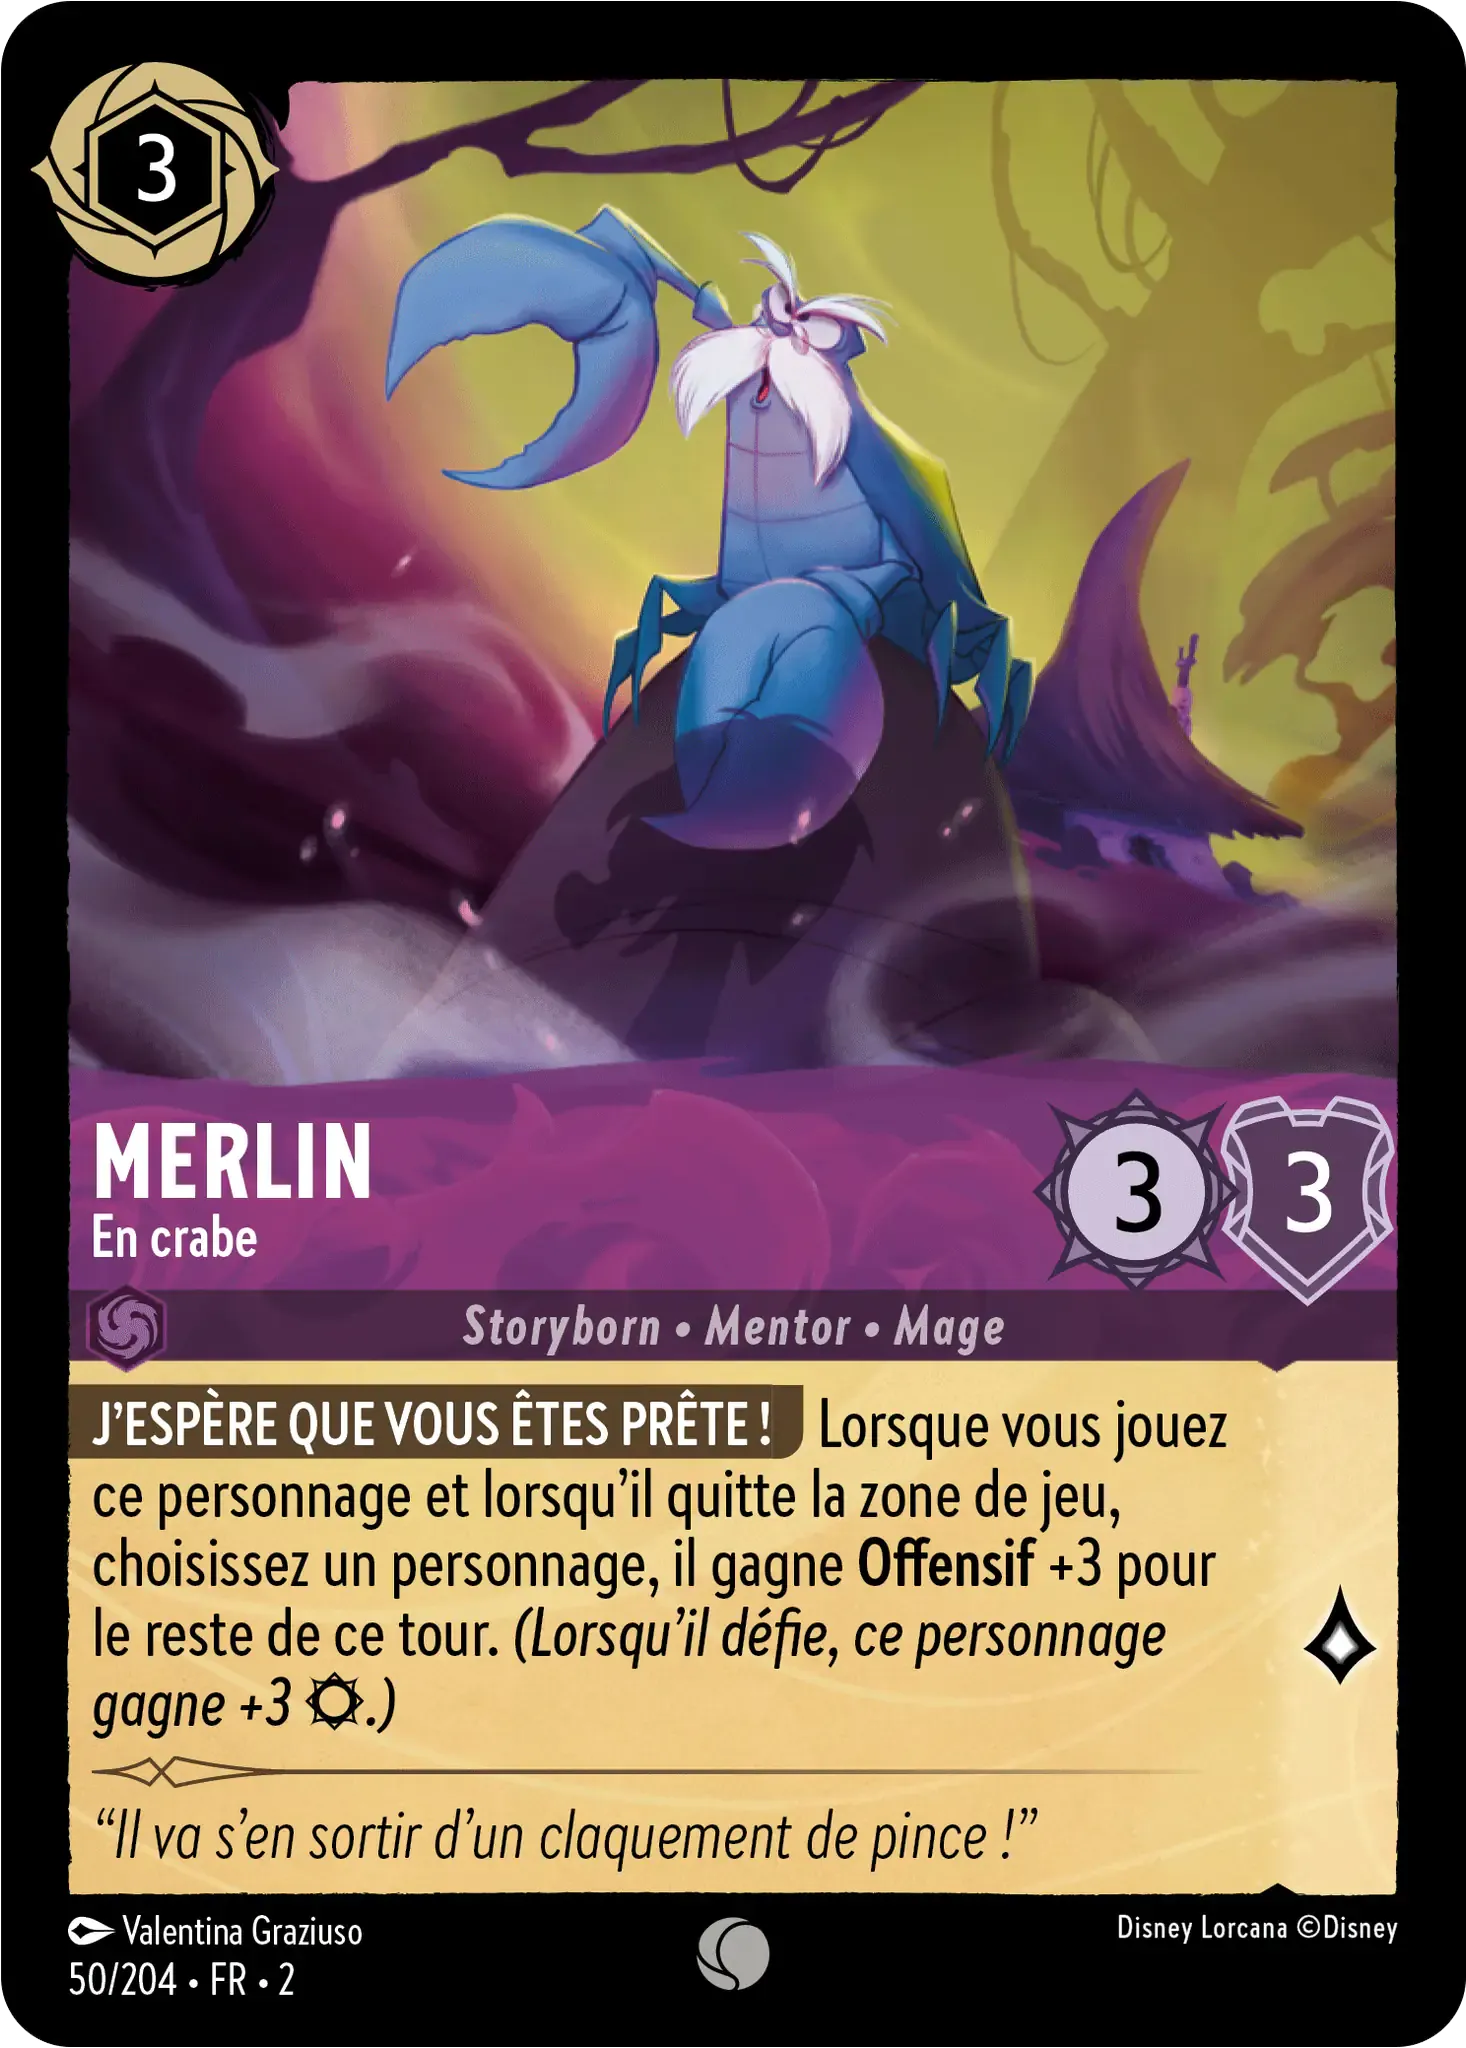 3
MERLIN
En crabe
3
3
Storyborn • Mentor • Mage
J’ESPÈRE QUE VOUS ÊTES PRÊTE ! Lorsque vous jouez
ce personnage et lorsqu’il quitte la zone de jeu,
choisissez un personnage, il gagne Offensif +3 pour
le reste de ce tour. (Lorsqu’il défie, ce personnage
gagne +3 .)
“Il va s’en sortir d’un claquement de pince !”
Valentina Graziuso
Disney Lorcana ©Disney
50/204 • FR • 2